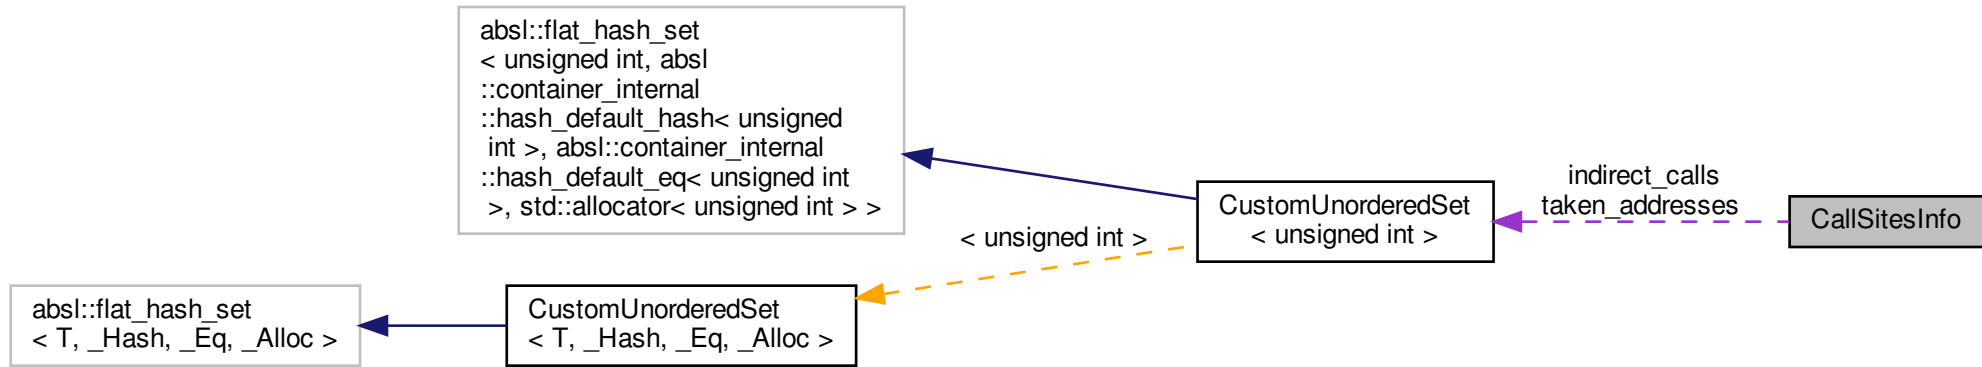 absl::flat_hash_set
< unsigned int, absl
::container_internal
::hash_default_hash< unsigned
int >, absl::container_internal
::hash_default_eq< unsigned int
>, std::allocator< unsigned int > >
indirect_calls
taken_addresses
CustomUnorderedSet
< unsigned int >
CallSitesInfo
< unsigned int >
absl::flat_hash_set
< T, _Hash, _Eq, _Alloc >
CustomUnorderedSet
< T, _Hash, _Eq, _Alloc >